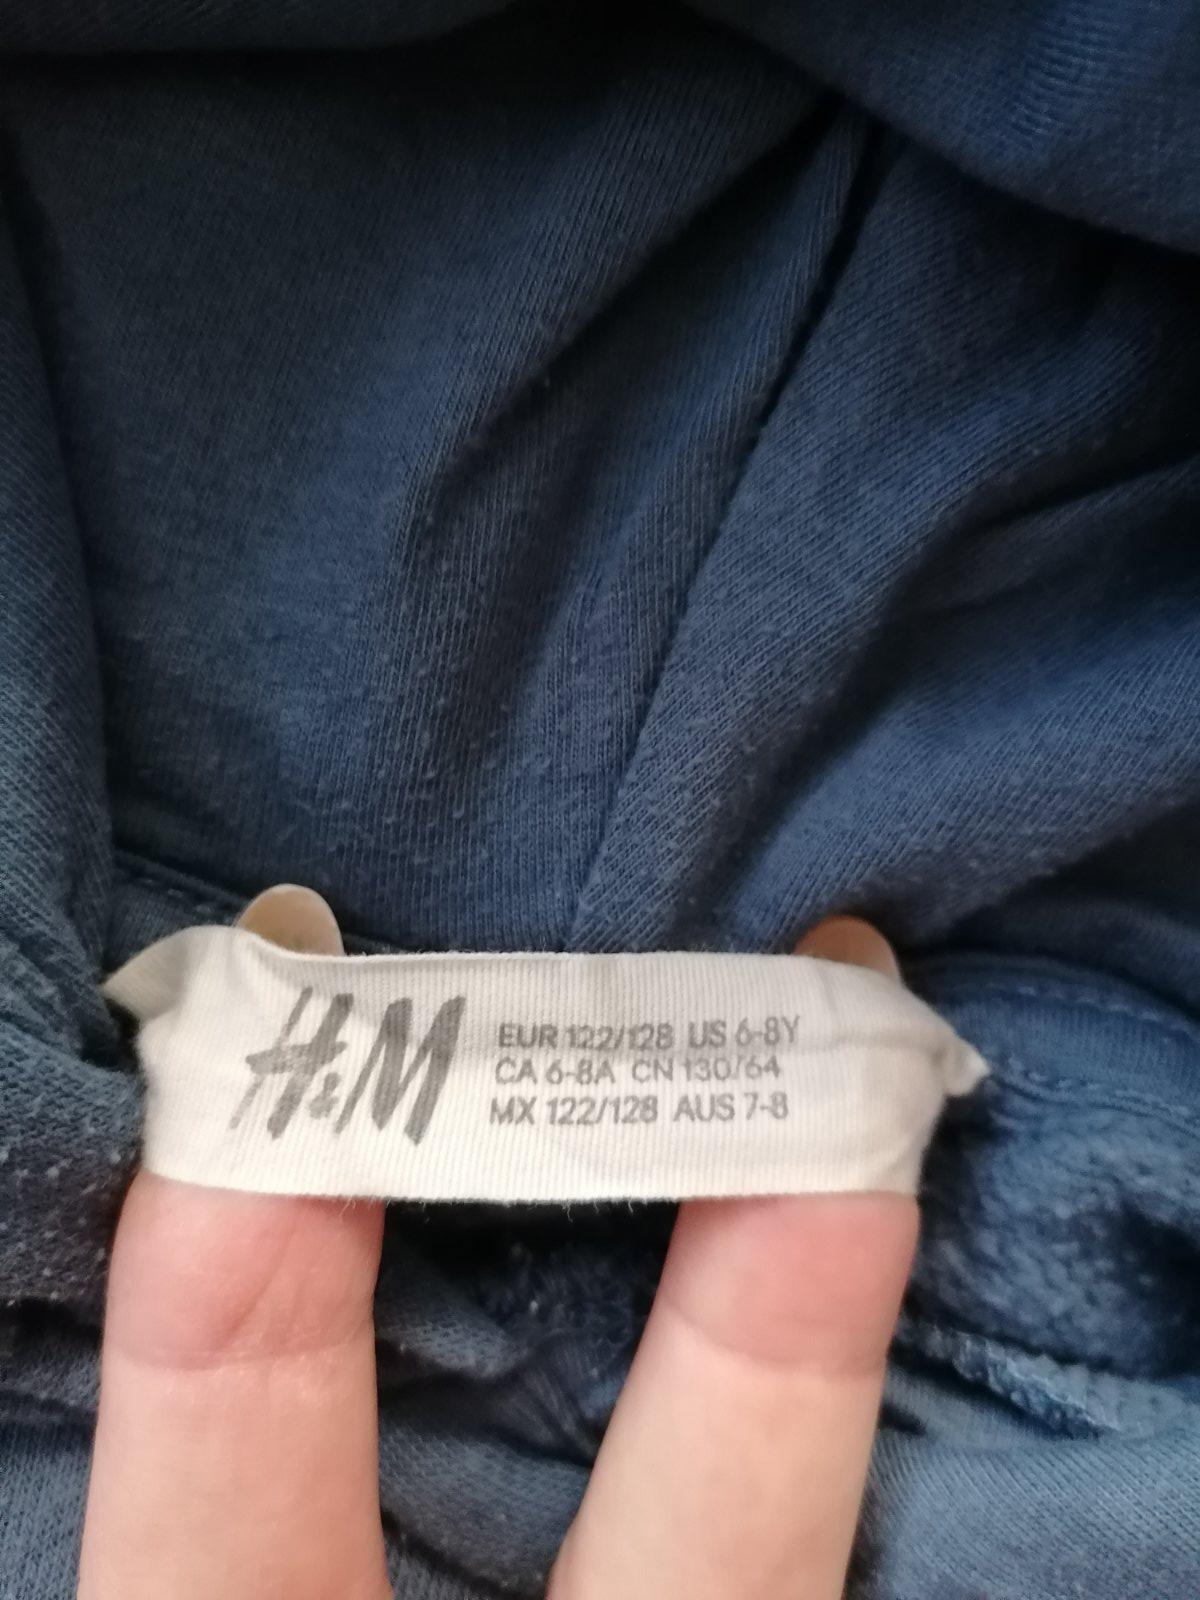 H&M
EUR 122/128 US 6-8Y
CA 6-8A CN 130/64
MX 122/128 AUS 7-8